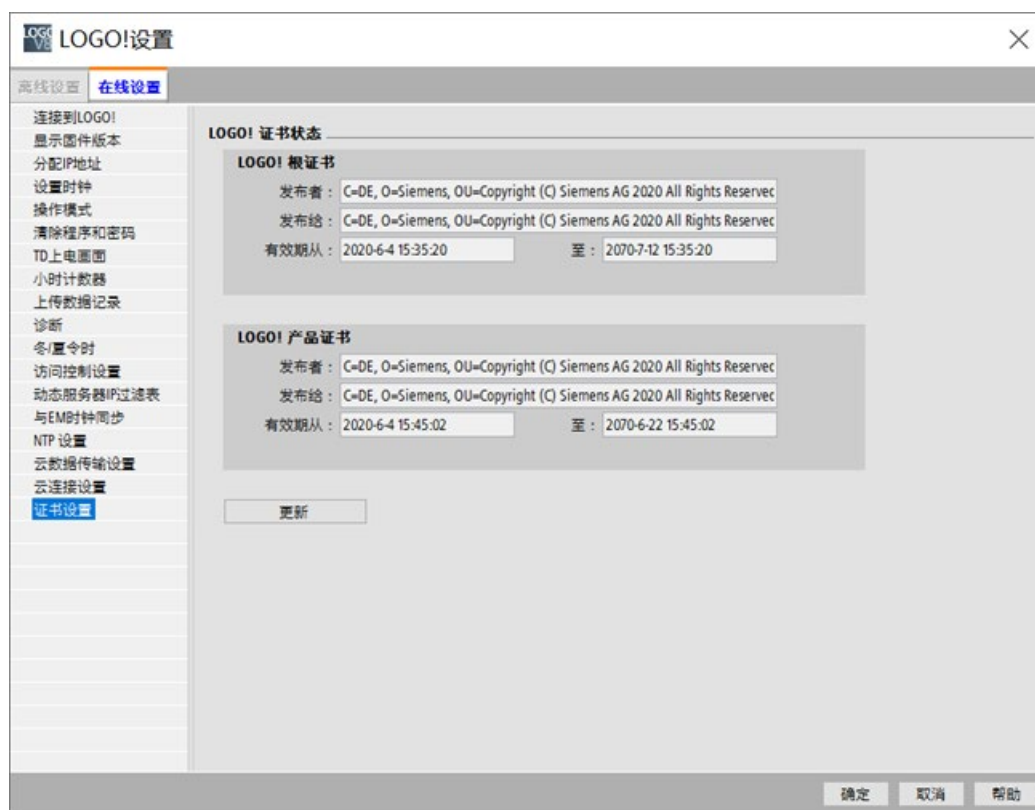 LOGO!设置
离线设置 在线设置
连接到LOGO!
显示固件版本
分配IP地址
设置时钟
操作模式
清除程序和密码
TD上电画面
小时计数器
上传数据记录
诊断
冬/夏令时
访问控制设置
动态服务器IP过滤表
与EM时钟同步
NTP 设置
云数据传输设置
云连接设置
证书设置
LOGO! 证书状态
LOGO! 根证书
发布者: C=DE, O=Siemens, OU=Copyright (C) Siemens AG 2020 All Rights Reserved
发布给: C=DE, O=Siemens, OU=Copyright (C) Siemens AG 2020 All Rights Reserved
有效期从: 2020-6-4 15:35:20 至: 2070-7-12 15:35:20
LOGO! 产品证书
发布者: C=DE, O=Siemens, OU=Copyright (C) Siemens AG 2020 All Rights Reserved
发布给: C=DE, O=Siemens, OU=Copyright (C) Siemens AG 2020 All Rights Reserved
有效期从: 2020-6-4 15:45:02 至: 2070-6-22 15:45:02
更新
确定 取消 帮助